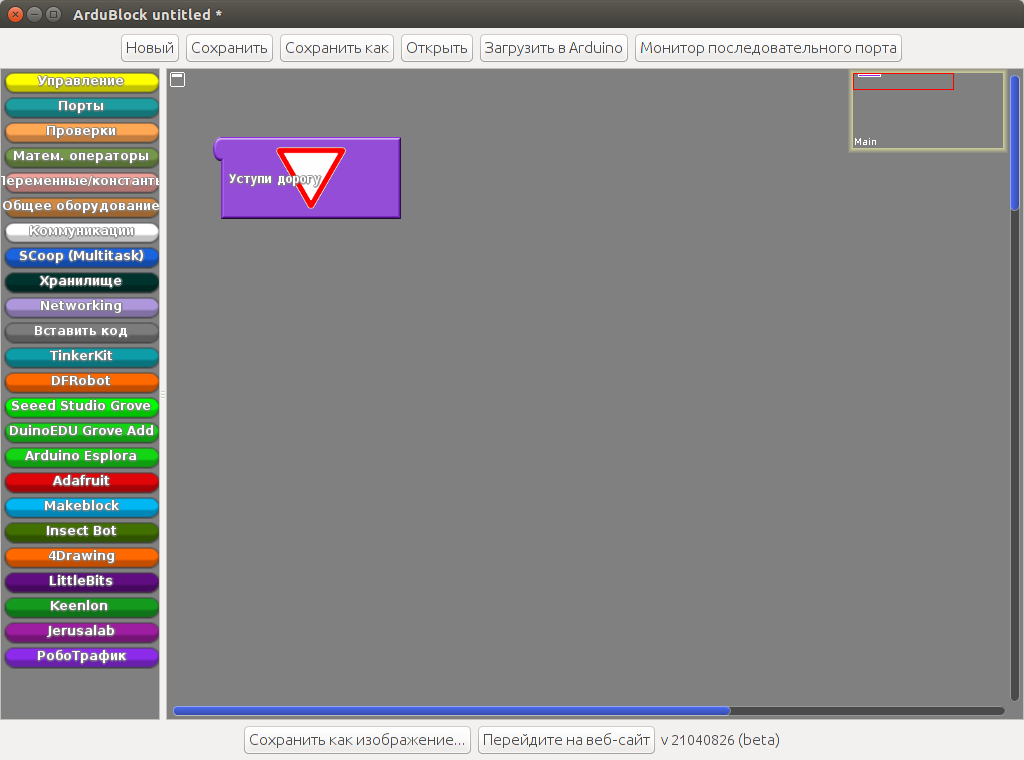 ArduBlock untitled *
Новый Сохранить Сохранить как Открыть Загрузить в Arduino Монитор последовательного порта
Управление
Порты
Проверки
Матем. операторы
Переменные/константы
Общее оборудование
Коммуникации
SCoop (Multitask)
Хранилище
Networking
Вставить код
TinkerKit
DFRobot
Seeed Studio Grove
DuinoEDU Grove Add
Arduino Esplora
Adafruit
Makeblock
Insect Bot
4Drawing
LittleBits
Keenlon
Jerusalab
РобоТрафик
Уступи дорогу
Main
Сохранить как изображение... Перейдите на веб-сайт v 21040826 (beta)